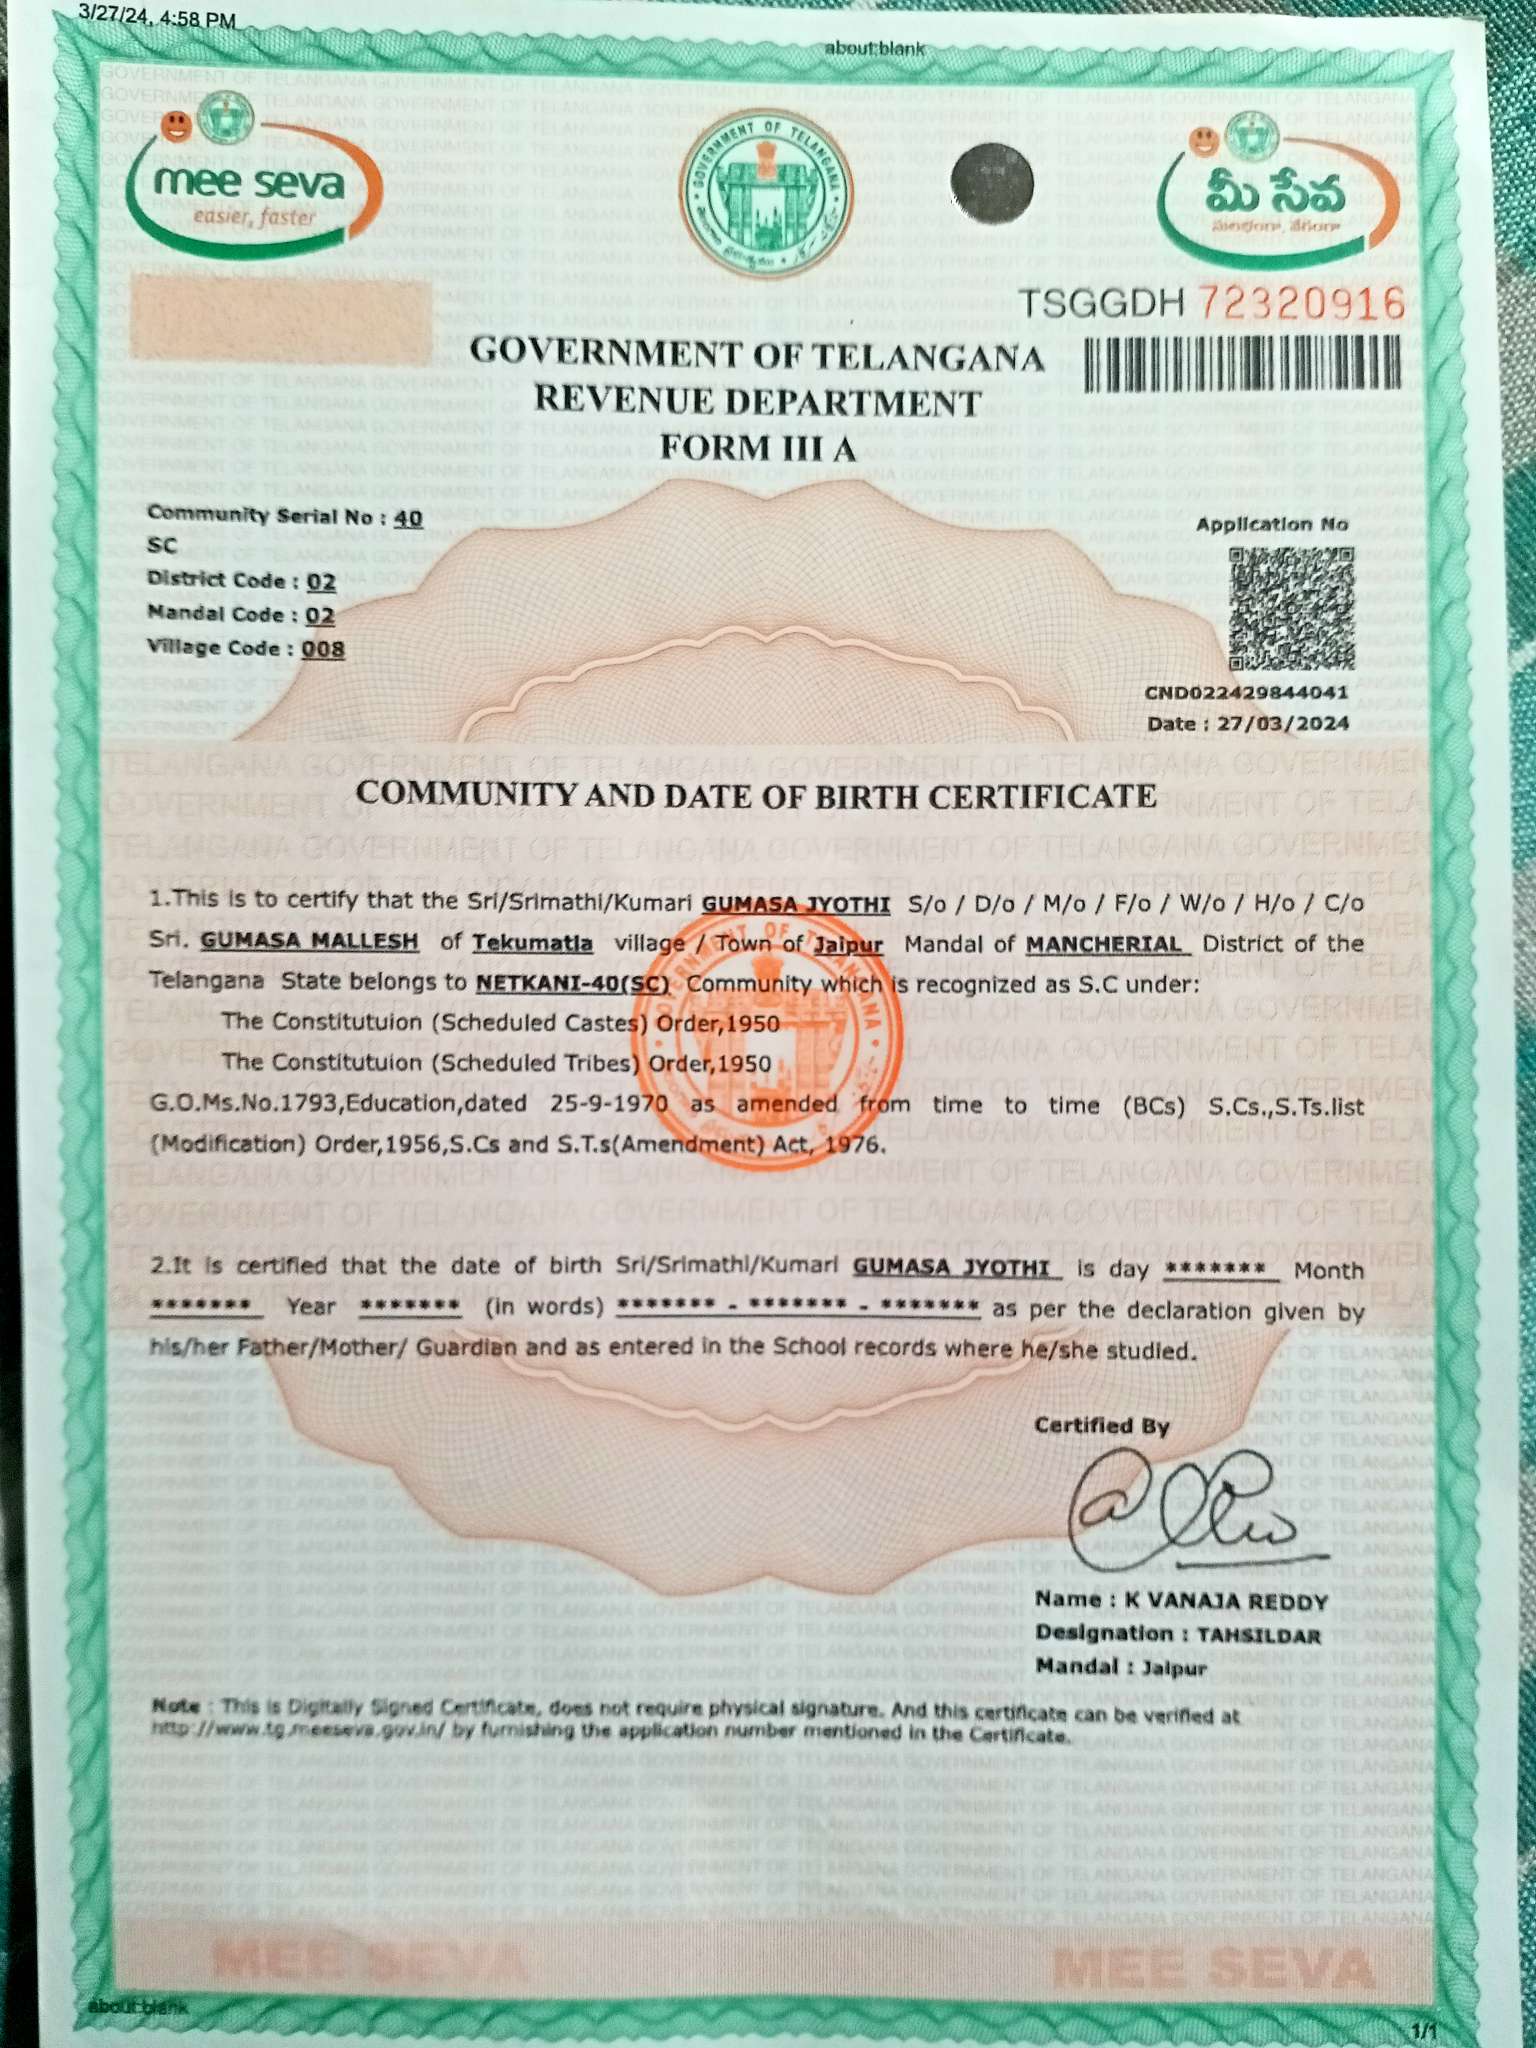 3/27/24, 4:58 PM
about:blank
mee seva
easier, faster
GOVERNMENT OF TELANGANA
మీ సేవ
TSGGDH 72320916
GOVERNMENT OF TELANGANA
REVENUE DEPARTMENT
FORM III A
Community Serial No : 40
SC
District Code : 02
Mandal Code : 02
Village Code : 008
Application No
CND022429844041
Date : 27/03/2024
COMMUNITY AND DATE OF BIRTH CERTIFICATE
1.This is to certify that the Sri/Srimathi/Kumari GUMASA JYOTHI S/o / D/o / M/o / F/o / W/o / H/o / C/o
Sri. GUMASA MALLESH of Tekumatla village / Town of Jaipur Mandal of MANCHERIAL District of the
Telangana State belongs to NETKANI-40(SC) Community which is recognized as S.C under:
The Constitutuion (Scheduled Castes) Order,1950
The Constitutuion (Scheduled Tribes) Order,1950
G.O.Ms.No.1793,Education,dated 25-9-1970 as amended from time to time (BCs) S.Cs.,S.Ts.list
(Modification) Order,1956,S.Cs and S.T.s(Amendment) Act, 1976.
2.It is certified that the date of birth Sri/Srimathi/Kumari GUMASA JYOTHI is day ******* Month
******* Year ******* (in words) ******* - ******* - ******* as per the declaration given by
his/her Father/Mother/ Guardian and as entered in the School records where he/she studied.
Certified By
Name : K VANAJA REDDY
Designation : TAHSILDAR
Mandal : Jaipur
Note : This is Digitally Signed Certificate, does not require physical signature. And this certificate can be verified at
http://www.tg.meeseva.gov.in/ by furnishing the application number mentioned in the Certificate.
MEE SEVA MEE SEVA
about:blank
1/1